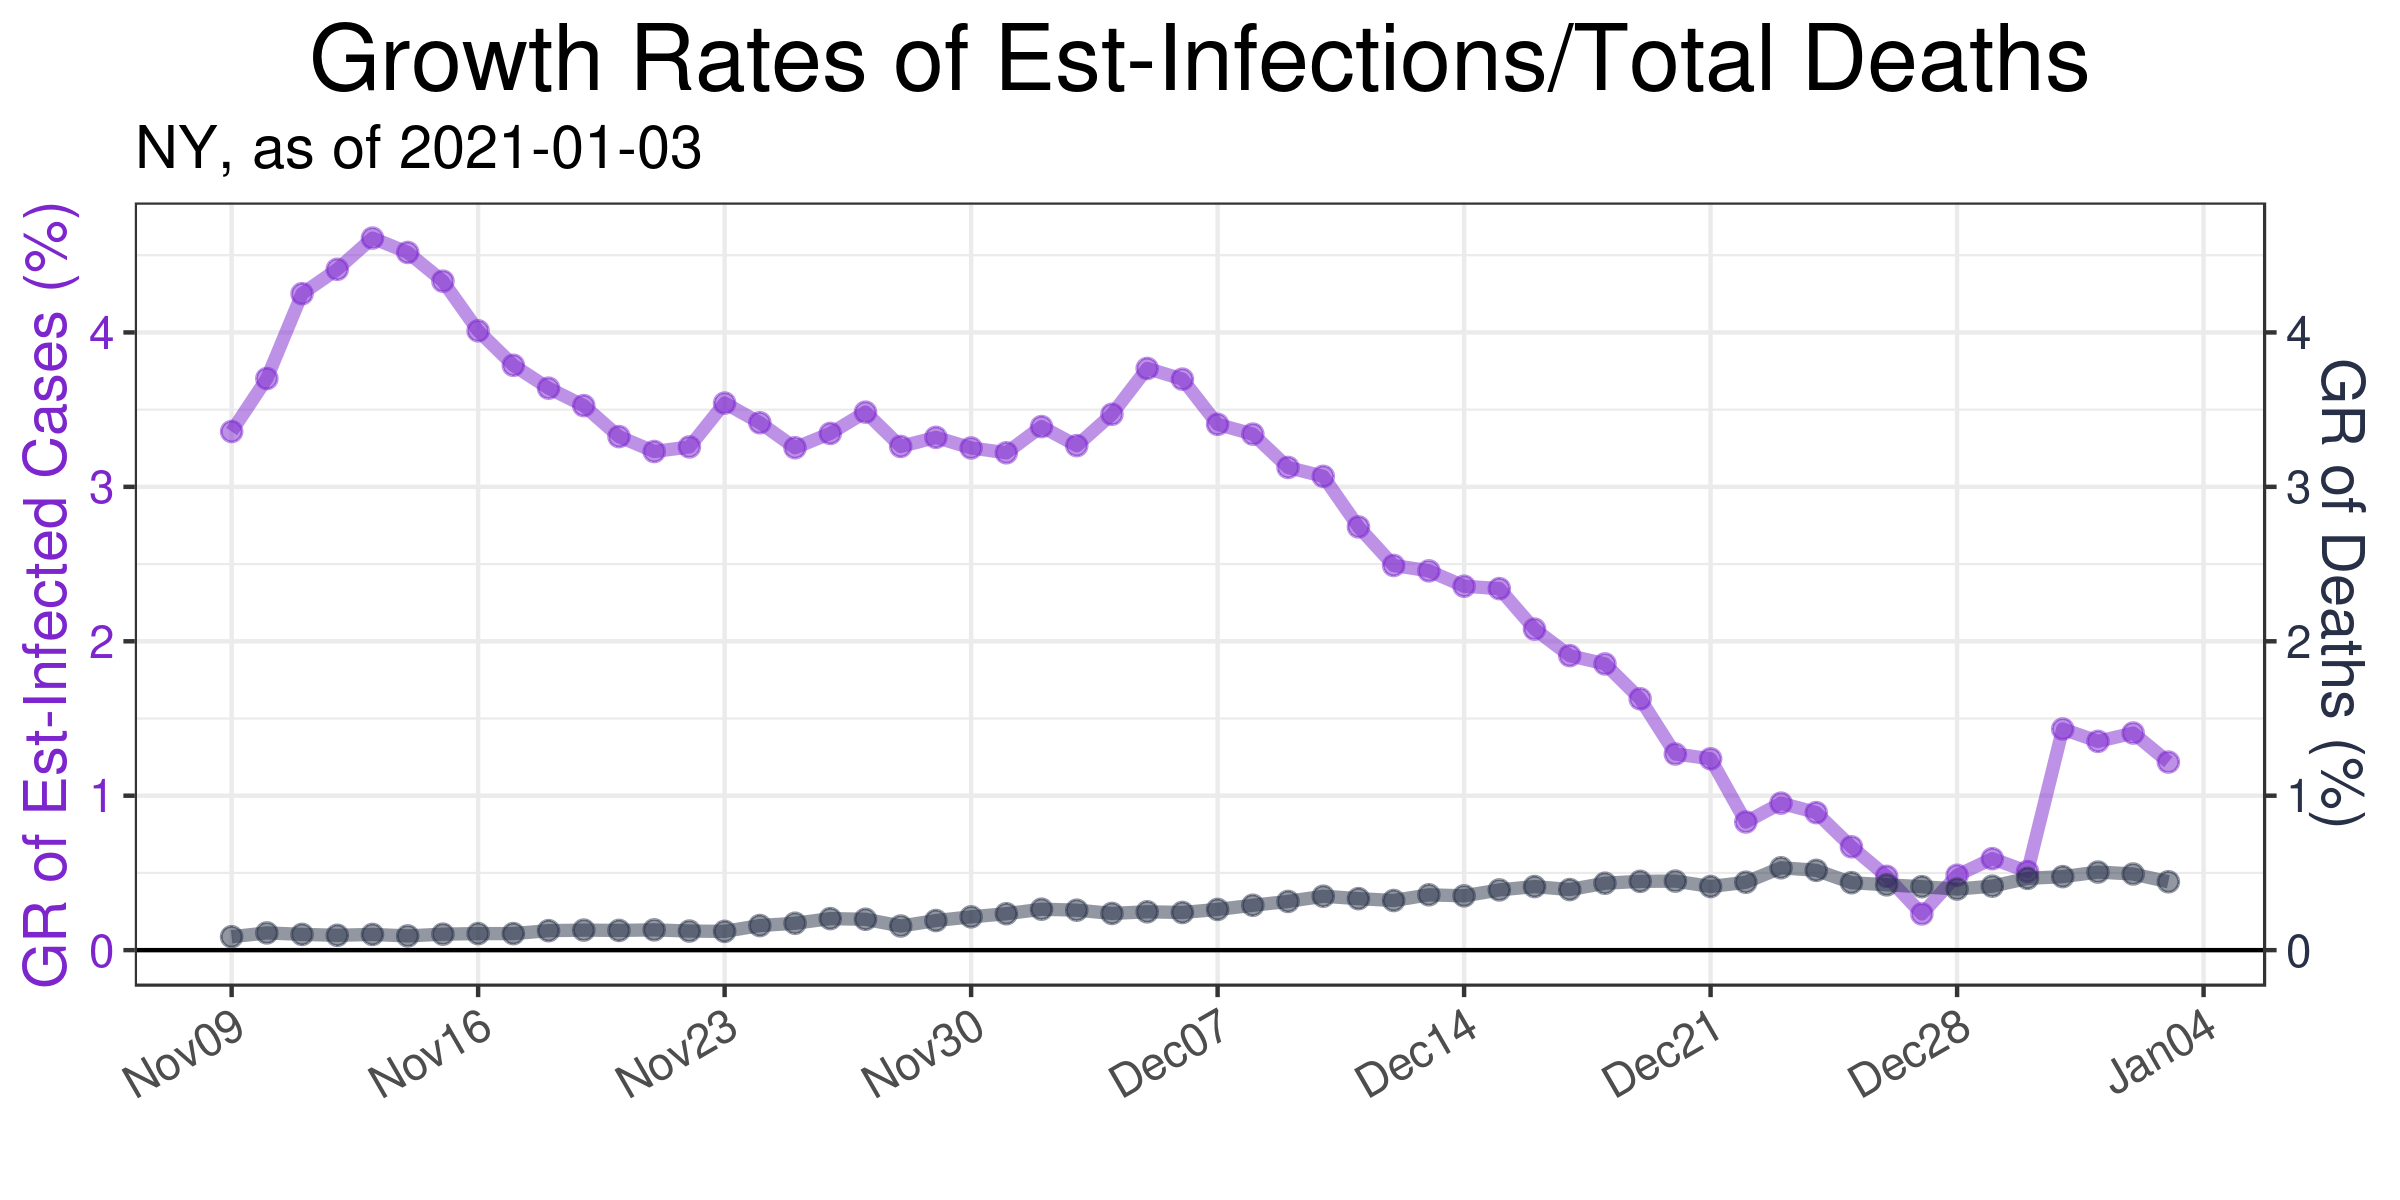 Growth Rates of Est-Infections/Total Deaths
NY, as of 2021-01-03
GR of Est-Infected Cases (%)
4
3
2
1
0
4
3
2
1
0
GR of Deaths (%)
Nov09
Nov16
Nov23
Nov30
Dec07
Dec14
Dec21
Dec28
Jan04